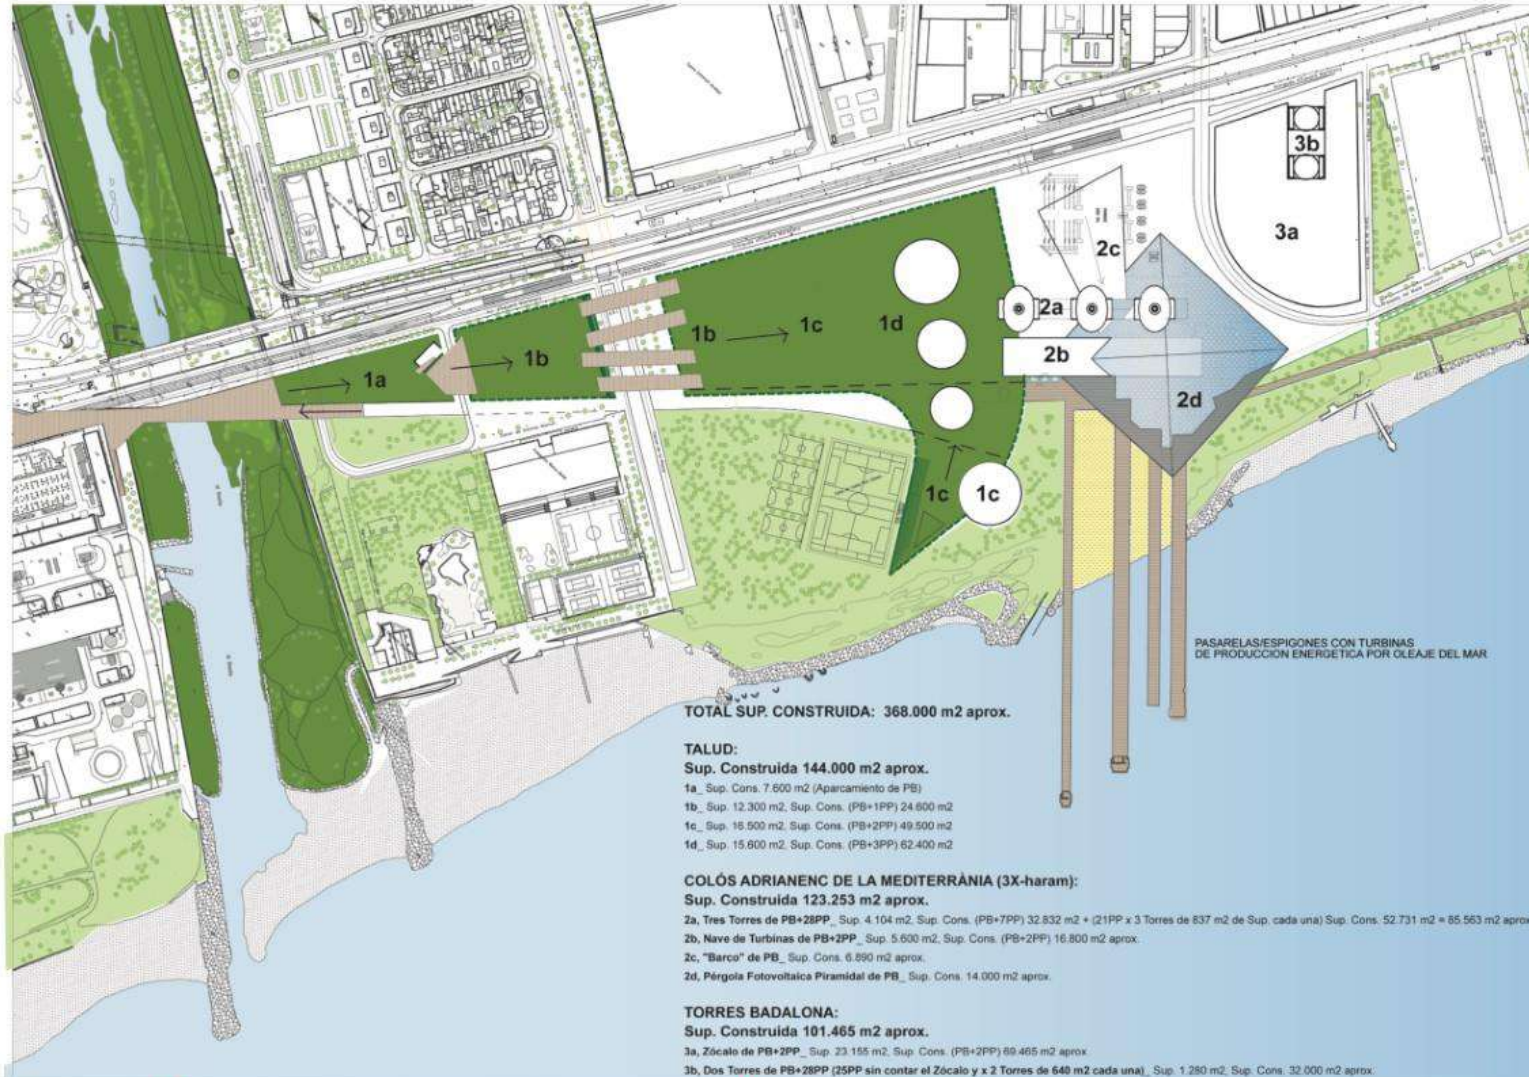 3b
3a
2c
2a
1c
1d
1b
1b
2b
1a
2d
1c
1c
PASARELAS/ESPIGONES CON TURBINAS
DE PRODUCCION ENERGETICA POR OLEAJE DEL MAR
TOTAL SUP. CONSTRUIDA: 368.000 m2 aprox.
TALUD:
Sup. Construida 144.000 m2 aprox.
1a_ Sup. Cons. 7.600 m2 (Aparcamiento de PB)
1b_ Sup. 12.300 m2, Sup. Cons. (PB+1PP) 24.600 m2
1c_ Sup. 16.500 m2, Sup. Cons. (PB+2PP) 49.500 m2
1d_ Sup. 15.600 m2, Sup. Cons. (PB+3PP) 62.400 m2
COLÓS ADRIANENC DE LA MEDITERRÀNIA (3X-haram):
Sup. Construida 123.253 m2 aprox.
2a, Tres Torres de PB+28PP_ Sup. 4.104 m2, Sup. Cons. (PB+7PP) 32.832 m2 + (21PP x 3 Torres de 837 m2 de Sup. cada una) Sup. Cons. 52.731 m2 = 85.563 m2 aprox
2b, Nave de Turbinas de PB+2PP_ Sup. 5.600 m2, Sup. Cons. (PB+2PP) 16.800 m2 aprox.
2c, "Barco" de PB_ Sup. Cons. 6.890 m2 aprox.
2d, Pérgola Fotovoltaica Piramidal de PB_ Sup. Cons. 14.000 m2 aprox.
TORRES BADALONA:
Sup. Construida 101.465 m2 aprox.
3a, Zócalo de PB+2PP_ Sup. 23.155 m2, Sup. Cons. (PB+2PP) 69.465 m2 aprox.
3b, Dos Torres de PB+28PP (25PP sin contar el Zócalo y x 2 Torres de 640 m2 cada una)_ Sup. 1.280 m2, Sup. Cons. 32.000 m2 aprox.